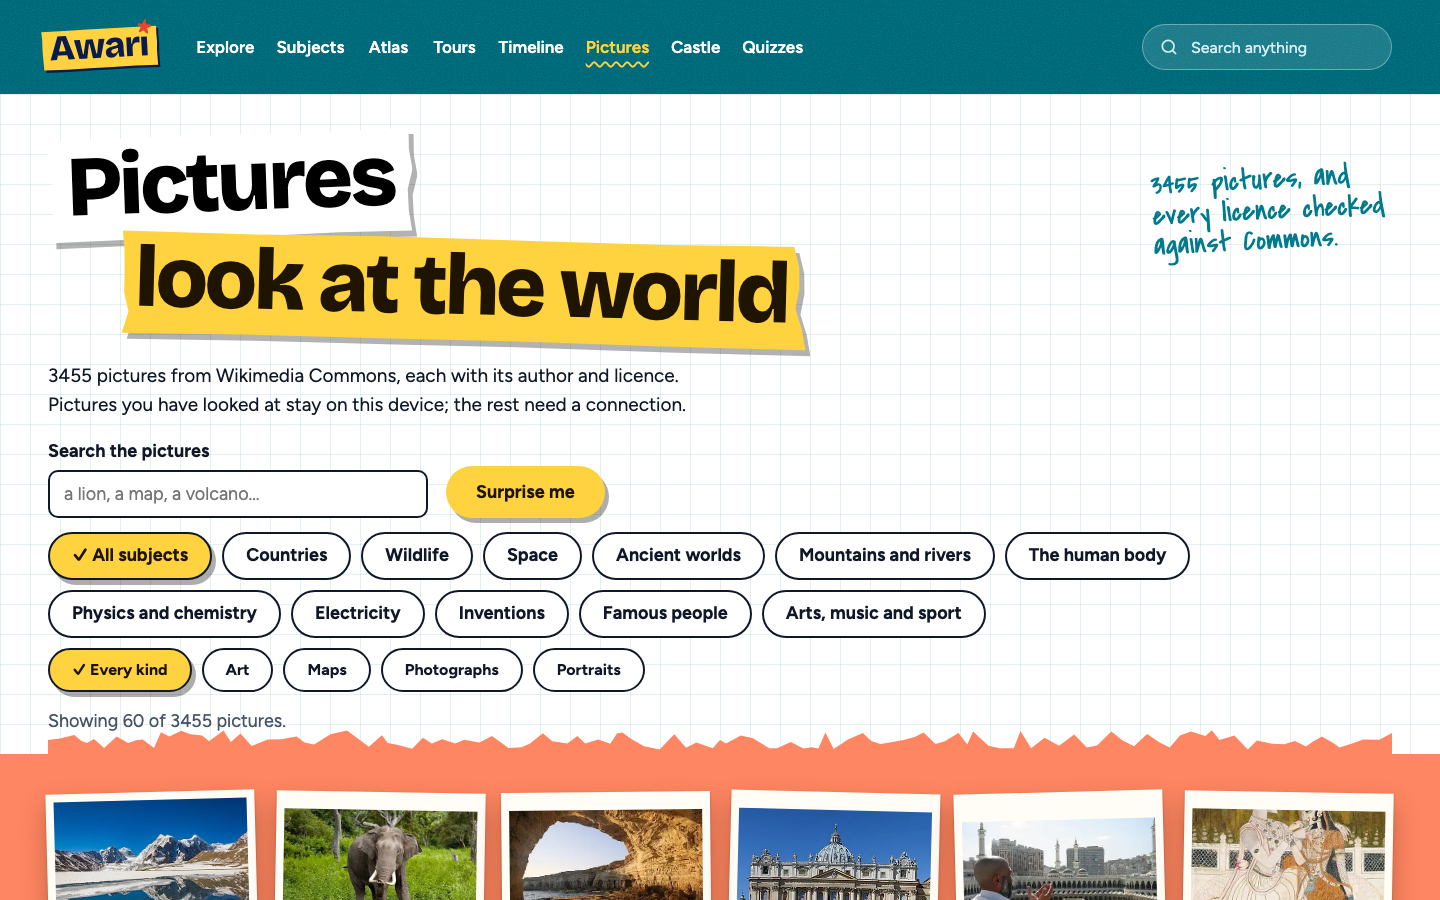 Awari
Explore Subjects Atlas Tours Timeline Pictures Castle Quizzes
Search anything
Pictures
look at the world
3455 pictures, and
every licence checked
against Commons.
3455 pictures from Wikimedia Commons, each with its author and licence.
Pictures you have looked at stay on this device; the rest need a connection.
Search the pictures
a lion, a map, a volcano...
Surprise me
✓ All subjects Countries Wildlife Space Ancient worlds Mountains and rivers The human body
Physics and chemistry Electricity Inventions Famous people Arts, music and sport
✓ Every kind Art Maps Photographs Portraits
Showing 60 of 3455 pictures.